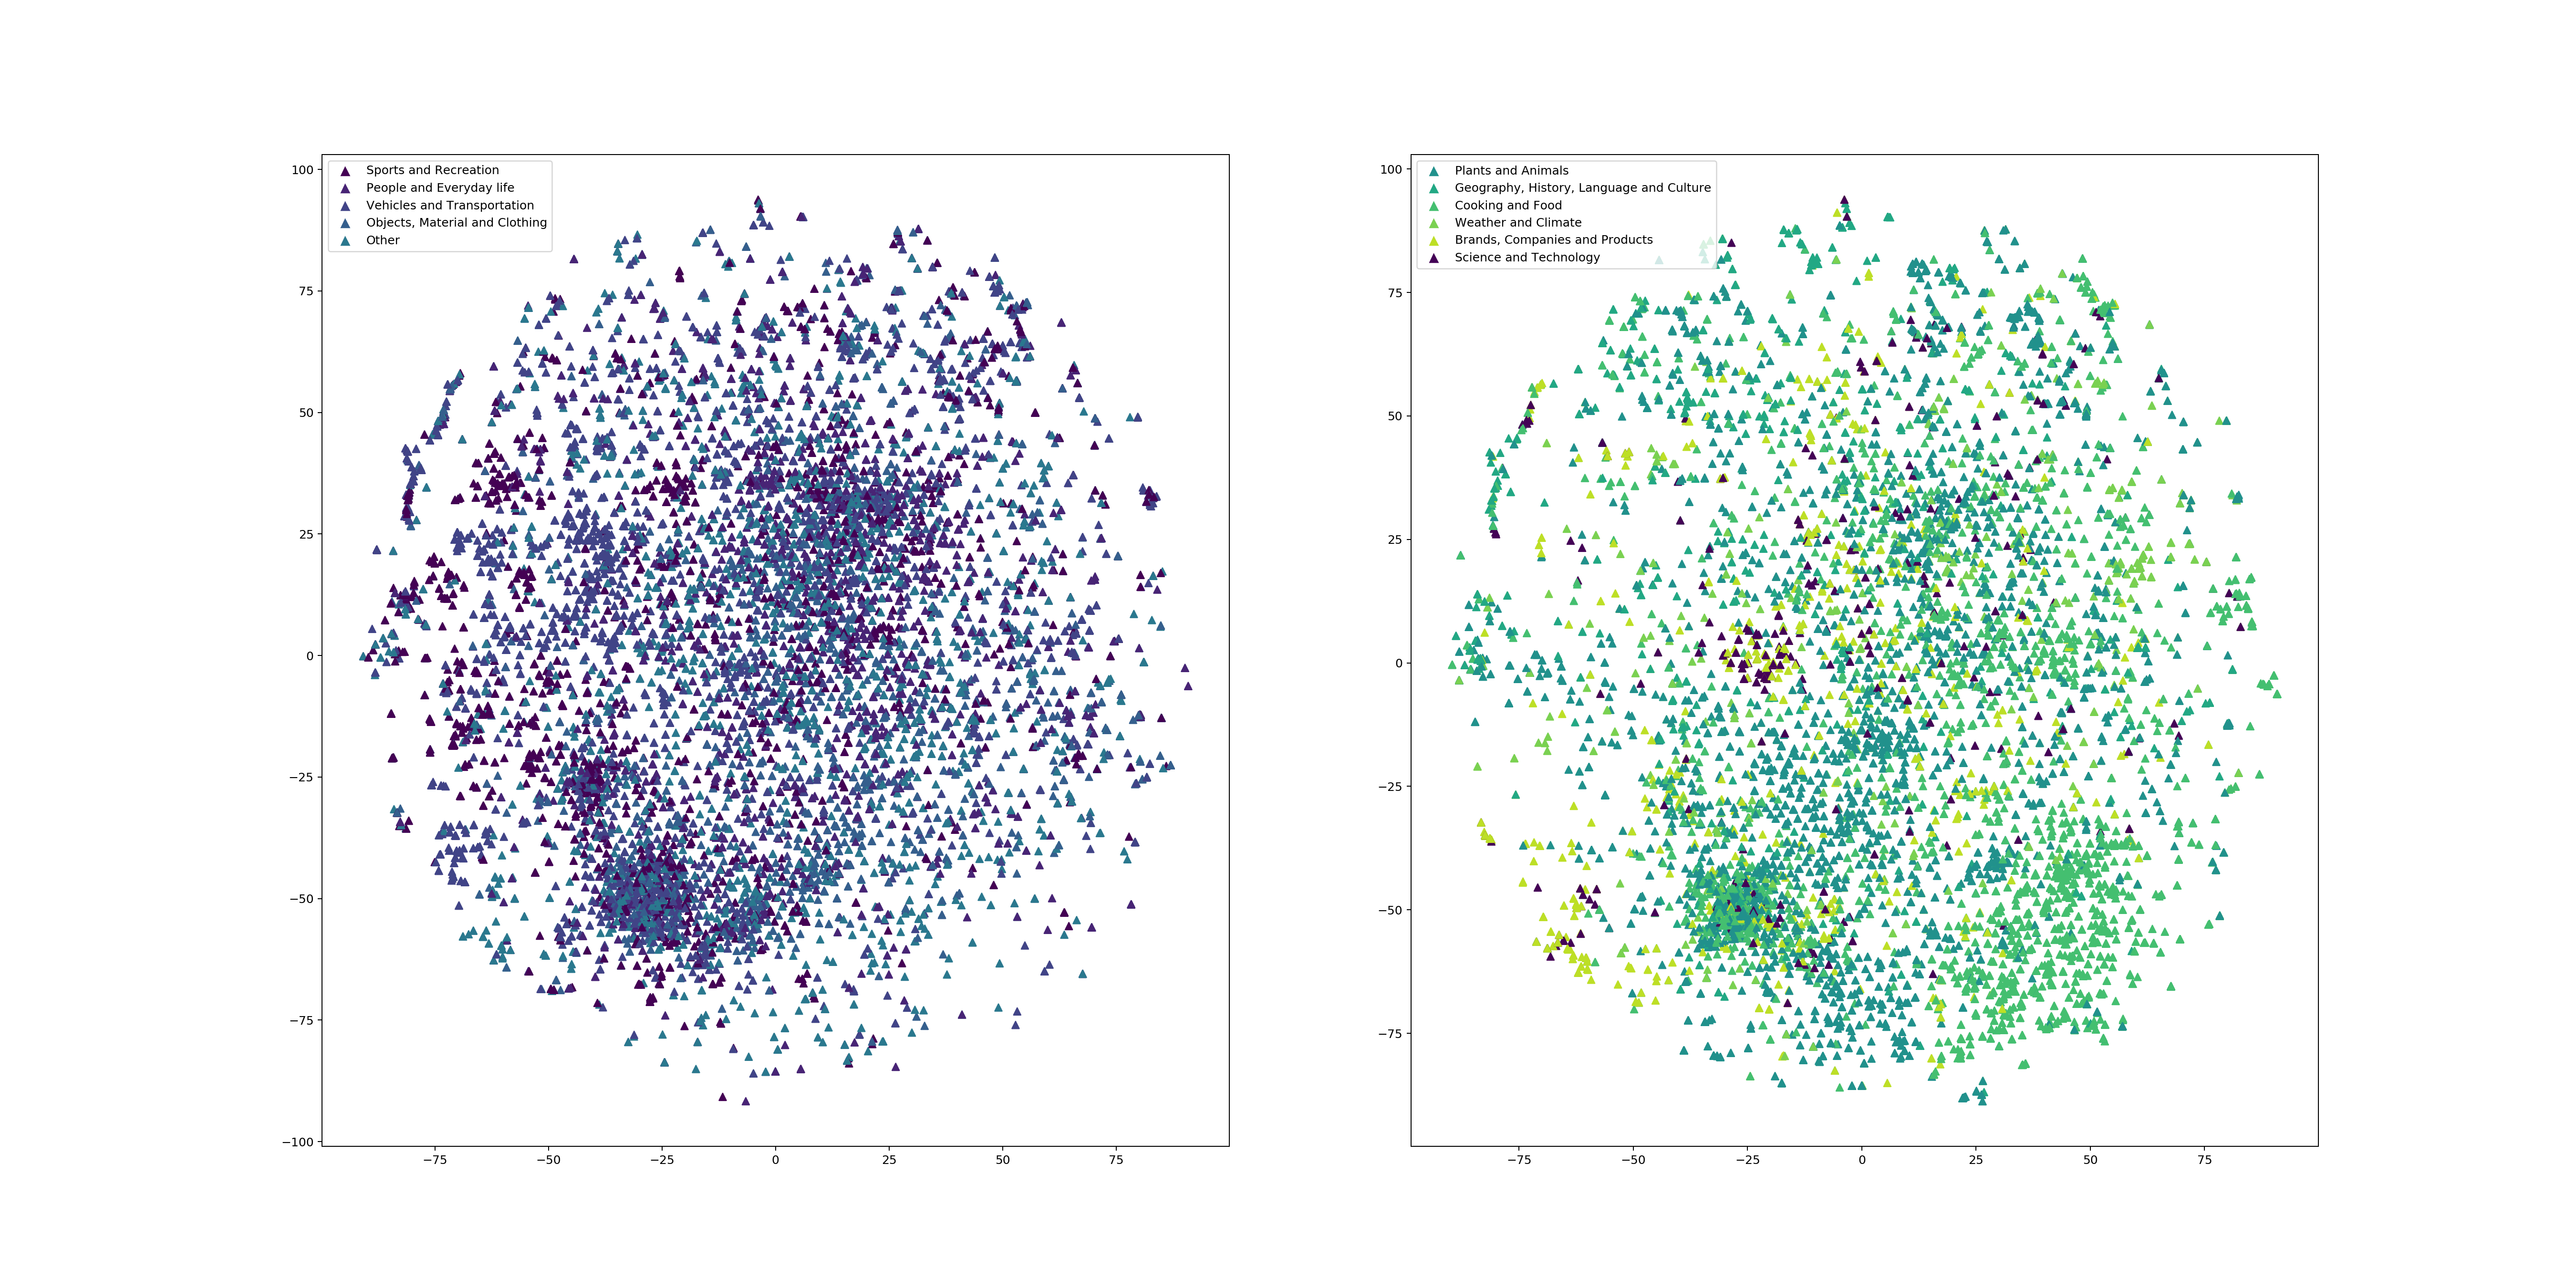 Sports and Recreation
People and Everyday life
Vehicles and Transportation
Objects, Material and Clothing
Other
100
75
50
25
0
−25
−50
−75
−100
−75 −50 −25 0 25 50 75
Plants and Animals
Geography, History, Language and Culture
Cooking and Food
Weather and Climate
Brands, Companies and Products
Science and Technology
100
75
50
25
0
−25
−50
−75
−75 −50 −25 0 25 50 75